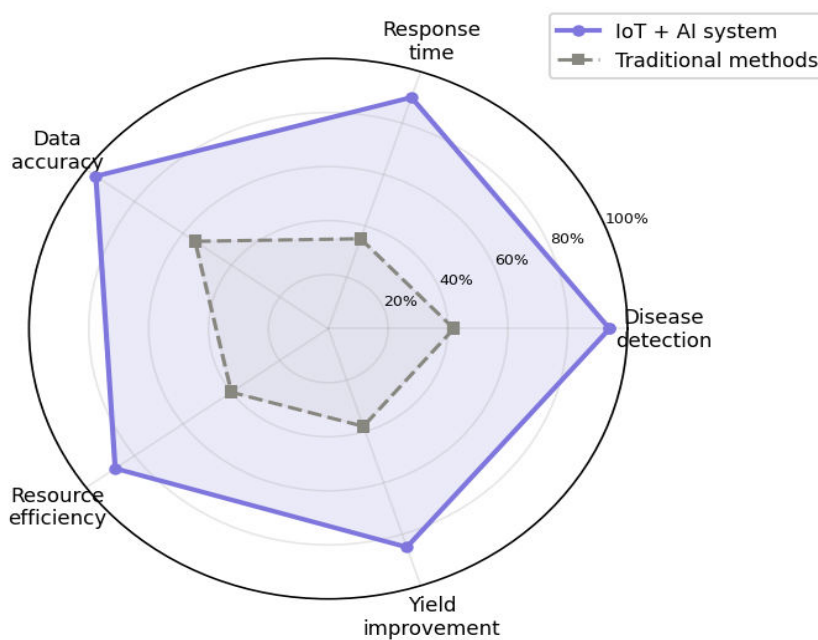 IoT + AI system
Traditional methods
Response
time
Data
accuracy
100%
80%
60%
40%
20%
Disease
detection
Resource
efficiency
Yield
improvement